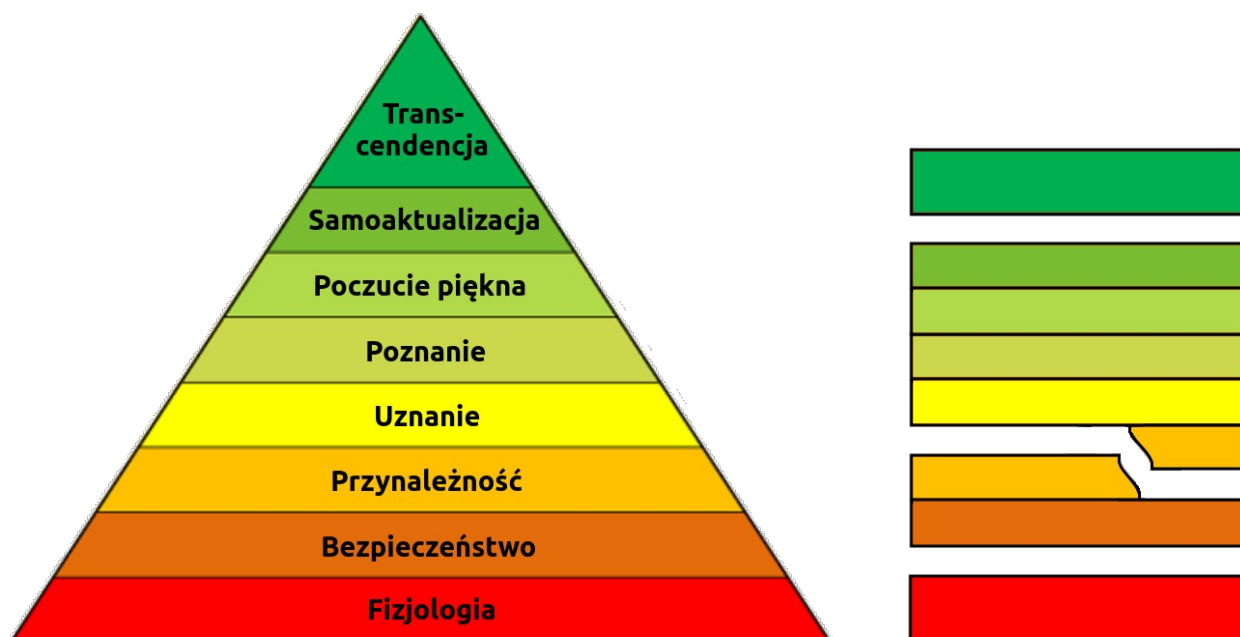 Trans-
cendencja
Samoaktualizacja
Poczucie piękna
Poznanie
Uznanie
Przynależność
Bezpieczeństwo
Fizjologia